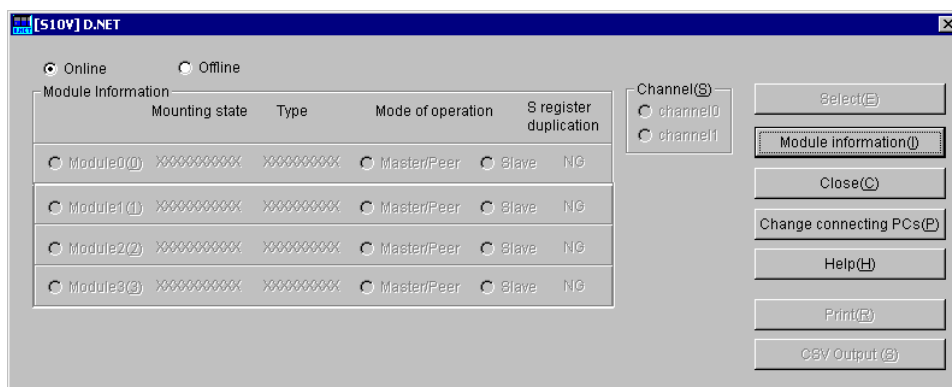 [S10V] D.NET
Online Offline
Module Information
Mounting state Type Mode of operation S register duplication
Module0(0) XXXXXXXXXX XXXXXXXXX Master/Peer Slave NG
Module1(1) XXXXXXXXXX XXXXXXXXX Master/Peer Slave NG
Module2(2) XXXXXXXXXX XXXXXXXXX Master/Peer Slave NG
Module3(3) XXXXXXXXXX XXXXXXXXX Master/Peer Slave NG
Channel(S)
channel0
channel1
Select(E)
Module information(I)
Close(C)
Change connecting PCs(P)
Help(H)
Print(R)
CSV Output (S)